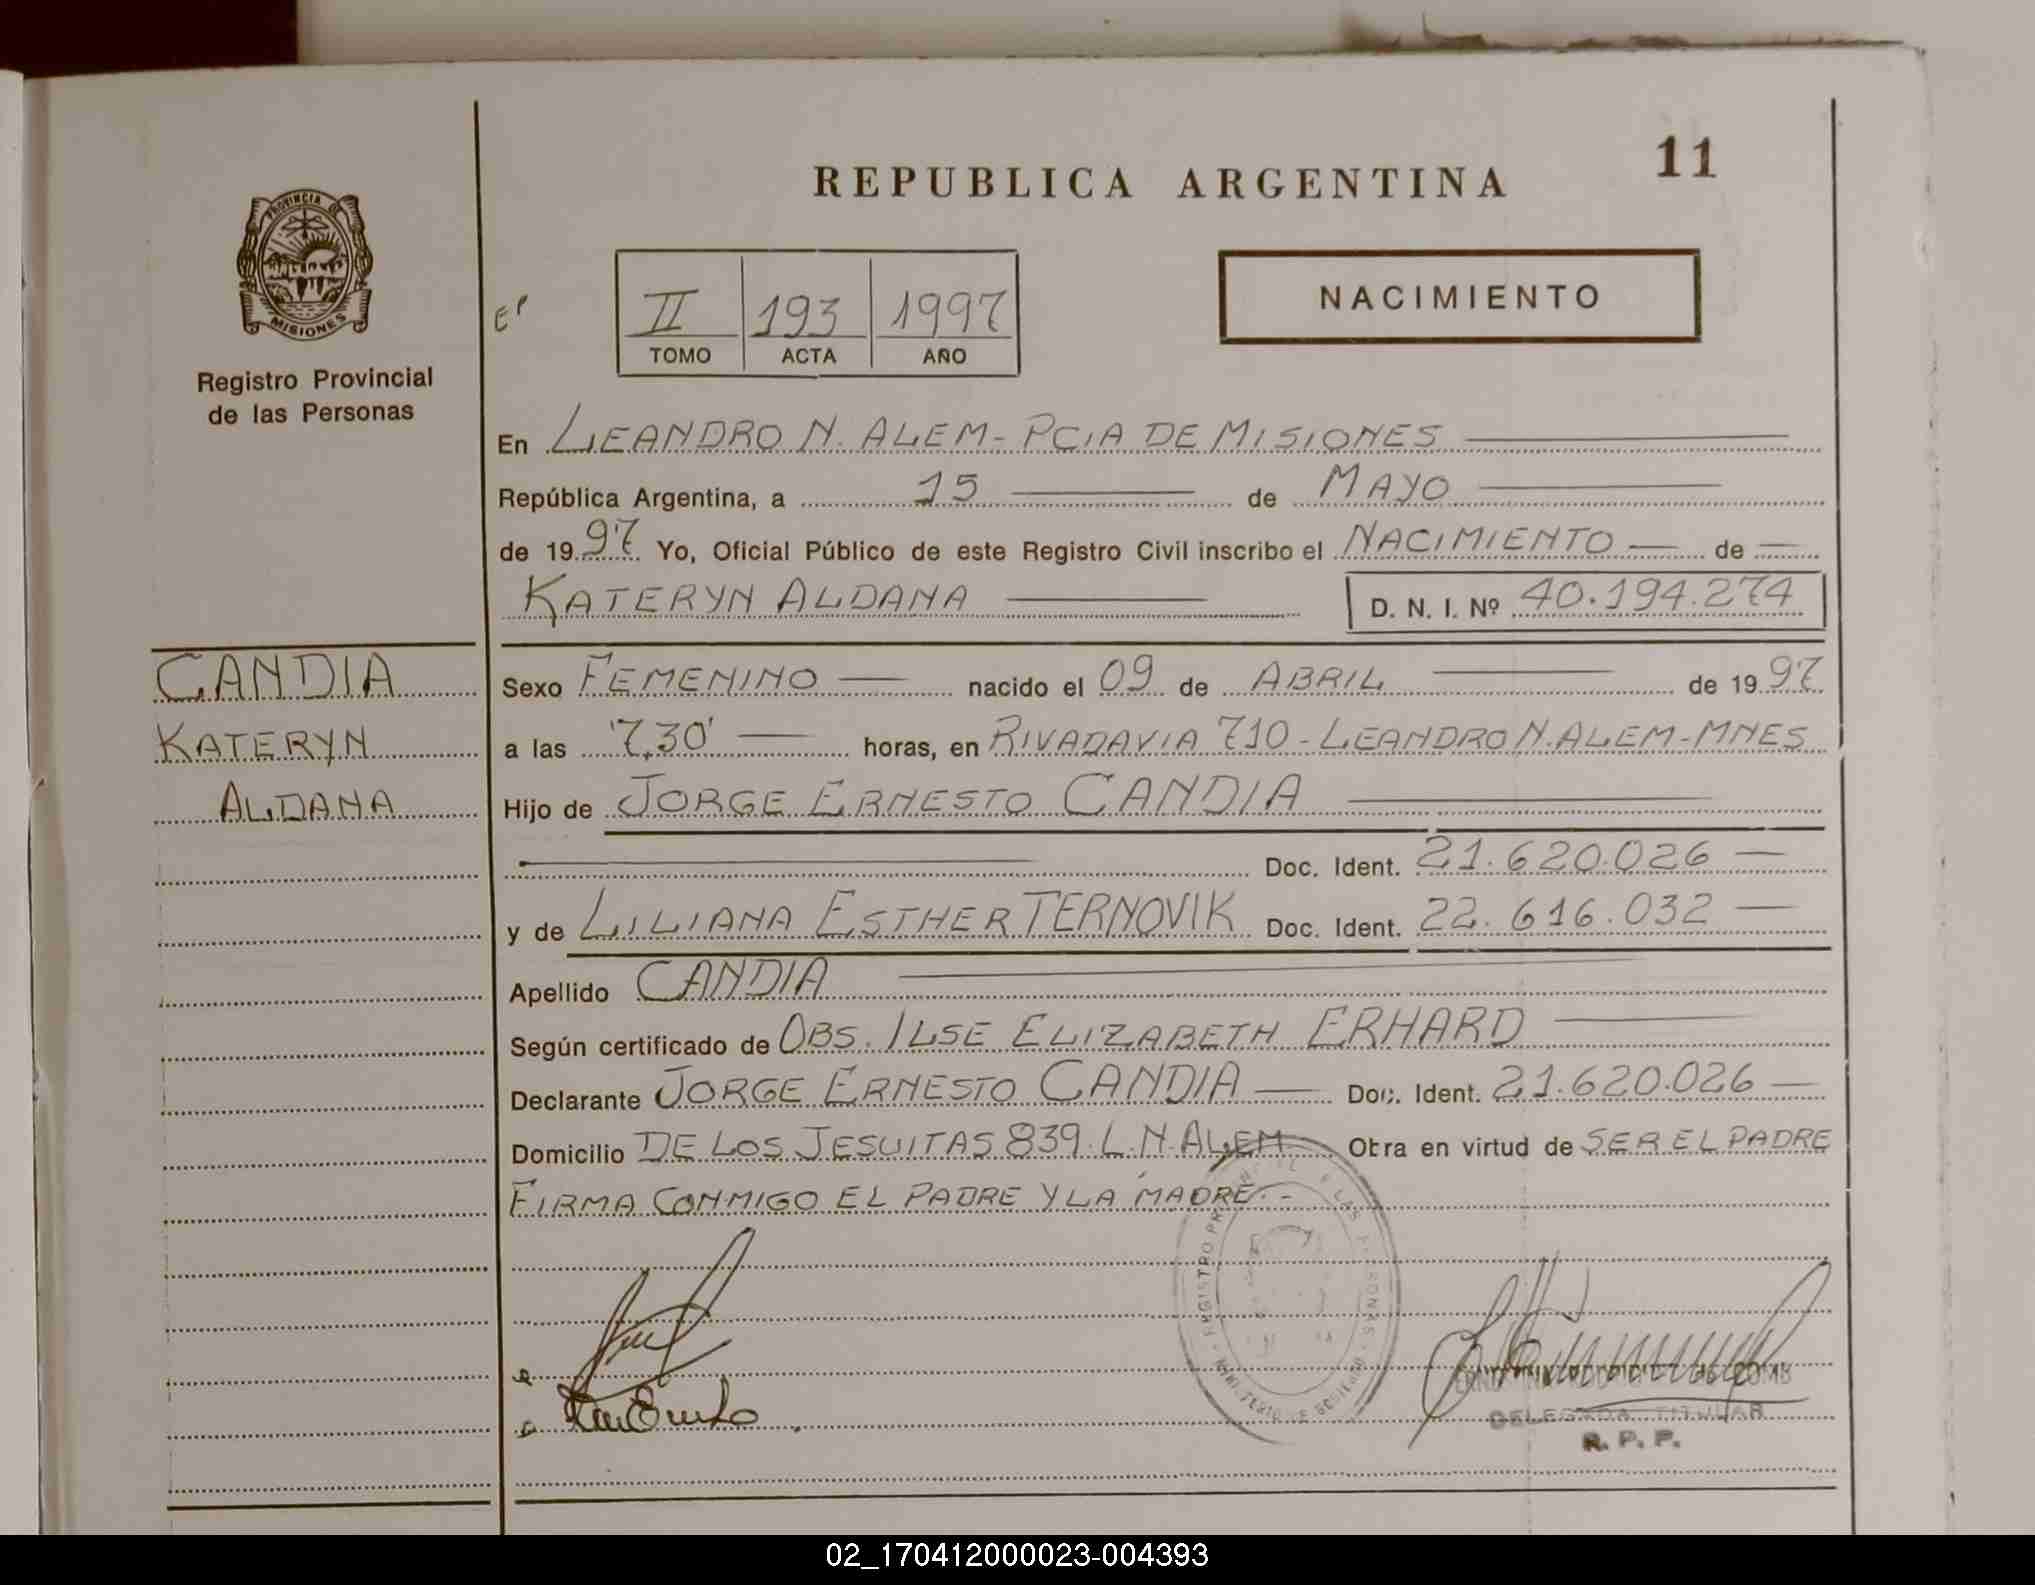 REPUBLICA ARGENTINA
11
PROVINCIA DE
MISIONES
Registro Provincial
de las Personas
II 193 1997
TOMO ACTA AÑO
NACIMIENTO
En LEANDRO N. ALEM - PCIA DE MISIONES
República Argentina, a 15 de MAYO
de 1997 Yo, Oficial Público de este Registro Civil inscribo el NACIMIENTO de
KATERYN ALDANA D. N. I. Nº 40.194.274
CANDIA
KATERYN
ALDANA
Sexo FEMENINO nacido el 09 de ABRIL de 1997
a las '7,30' horas, en RIVADAVIA 710 - LEANDRO N. ALEM - MNES
Hijo de JORGE ERNESTO CANDIA
Doc. Ident. 21.620.026
y de LILIANA ESTHER TERNOVIK Doc. Ident. 22.616.032
Apellido CANDIA
Según certificado de OBS. ILSE ELIZABETH ERHARD
Declarante JORGE ERNESTO CANDIA Doc. Ident. 21.620.026
Domicilio DE LOS JESUITAS 839. L.N. ALEM Obra en virtud de SER EL PADRE
FIRMA CONMIGO EL PADRE Y LA MADRE. -
DELEGADA TITULAR
R. P. P.
02_170412000023-004393